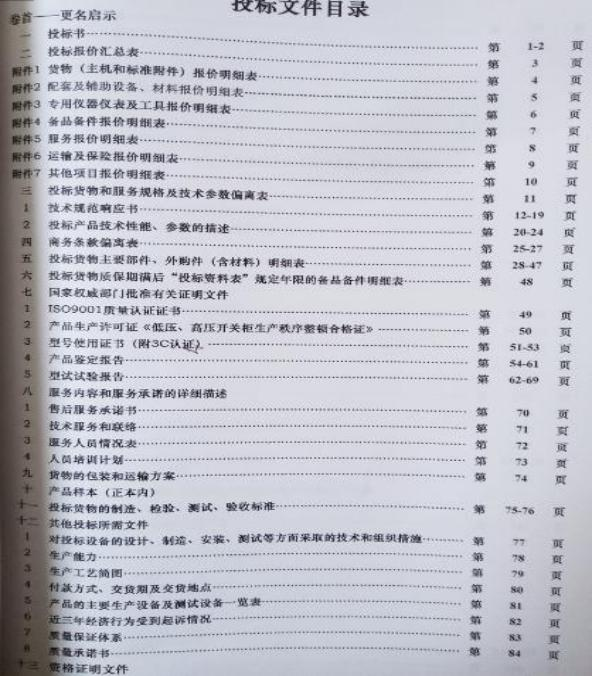 投标文件目录
卷首——更名启示
一 投标书 第 1-2 页
二 投标报价汇总表 第 3 页
附件1 货物（主机和标准附件）报价明细表 第 4 页
附件2 配套及辅助设备、材料报价明细表 第 5 页
附件3 专用仪器仪表及工具报价明细表 第 6 页
附件4 备品备件报价明细表 第 7 页
附件5 服务报价明细表 第 8 页
附件6 运输及保险报价明细表 第 9 页
附件7 其他项目报价明细表 第 10 页
三 投标货物和服务规格及技术参数偏离表 第 11 页
1 技术规范响应书 第 12-19 页
2 投标产品技术性能、参数的描述 第 20-24 页
四 商务条款偏离表 第 25-27 页
五 投标货物主要部件、外购件（含材料）明细表 第 28-47 页
六 投标货物质保期满后“投标资料表”规定年限的备品备件明细表 第 48 页
七 国家权威部门批准有关证明文件
1 ISO9001质量认证证书 第 49 页
2 产品生产许可证《低压、高压开关柜生产秩序整顿合格证》 第 50 页
3 型号使用证书（附3C认证） 第 51-53 页
4 产品鉴定报告 第 54-61 页
5 型试试验报告 第 62-69 页
八 服务内容和服务承诺的详细描述
1 售后服务承诺书 第 70 页
2 技术服务和联络 第 71 页
3 服务人员情况表 第 72 页
4 人员培训计划 第 73 页
九 货物的包装和运输方案 第 74 页
十 产品样本（正本内）
十一 投标货物的制造、检验、测试、验收标准 第 75-76 页
十二 其他投标所需文件
1 对投标设备的设计、制造、安装、测试等方面采取的技术和组织措施 第 77 页
2 生产能力 第 78 页
3 生产工艺简图 第 79 页
4 付款方式、交货期及交货地点 第 80 页
5 产品的主要生产设备及测试设备一览表 第 81 页
6 近三年经济行为受到起诉情况 第 82 页
7 质量保证体系 第 83 页
8 质量承诺书 第 84 页
十三 资格证明文件